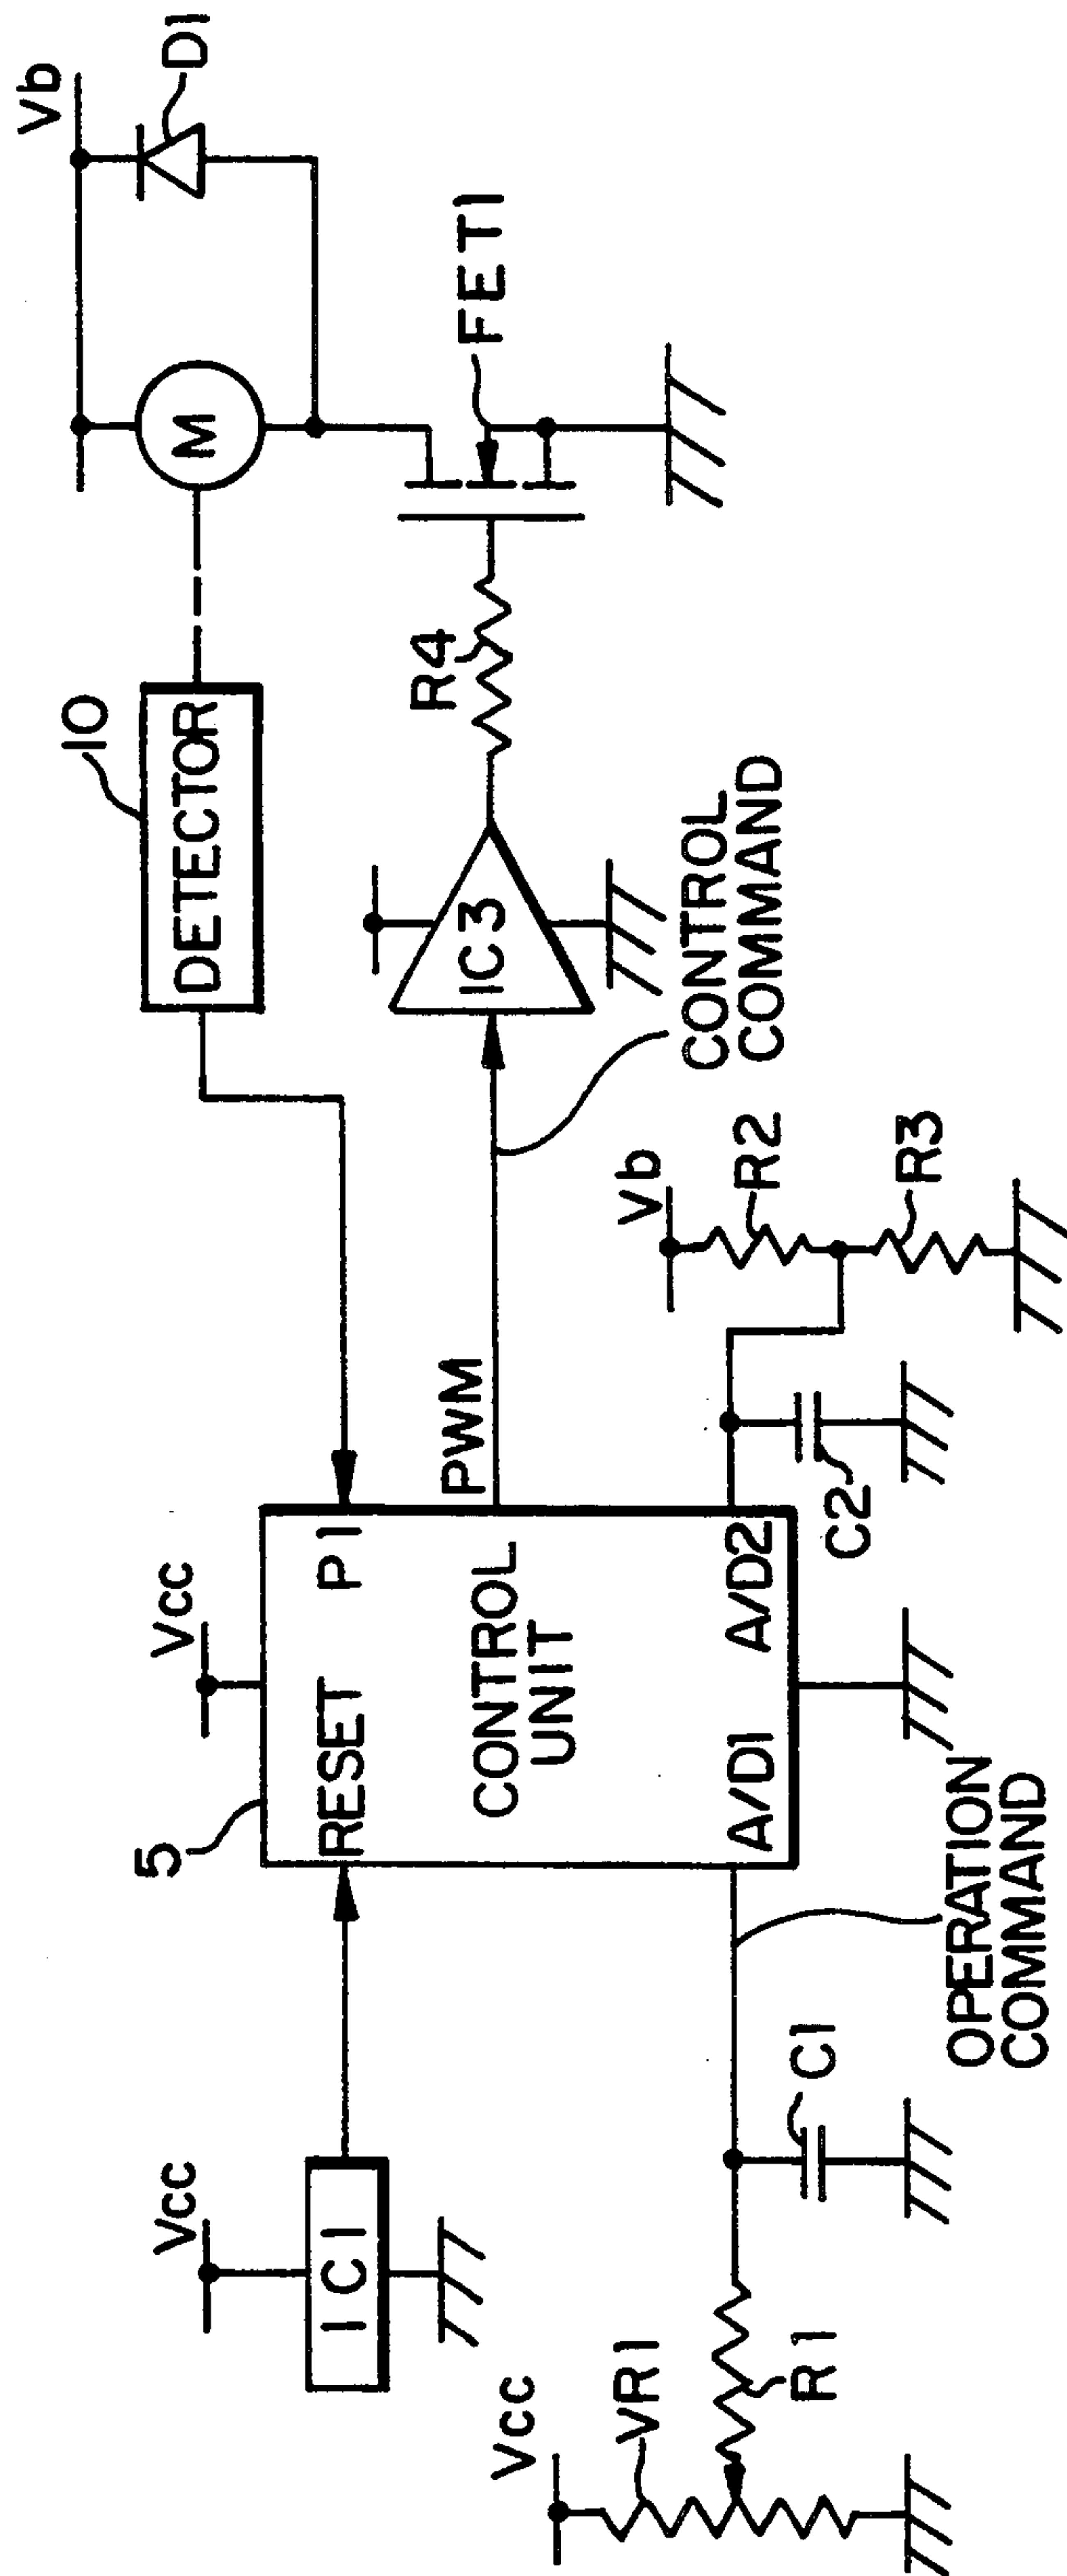 Vcc
IC1
Vcc
VR1
R1
C1
OPERATION
COMMAND
5
Vcc
RESET
P1
CONTROL
UNIT
A/D1
A/D2
PWM
C2
Vb
R2
R3
CONTROL
COMMAND
IC3
10
DETECTOR
R4
M
Vb
D1
FET1